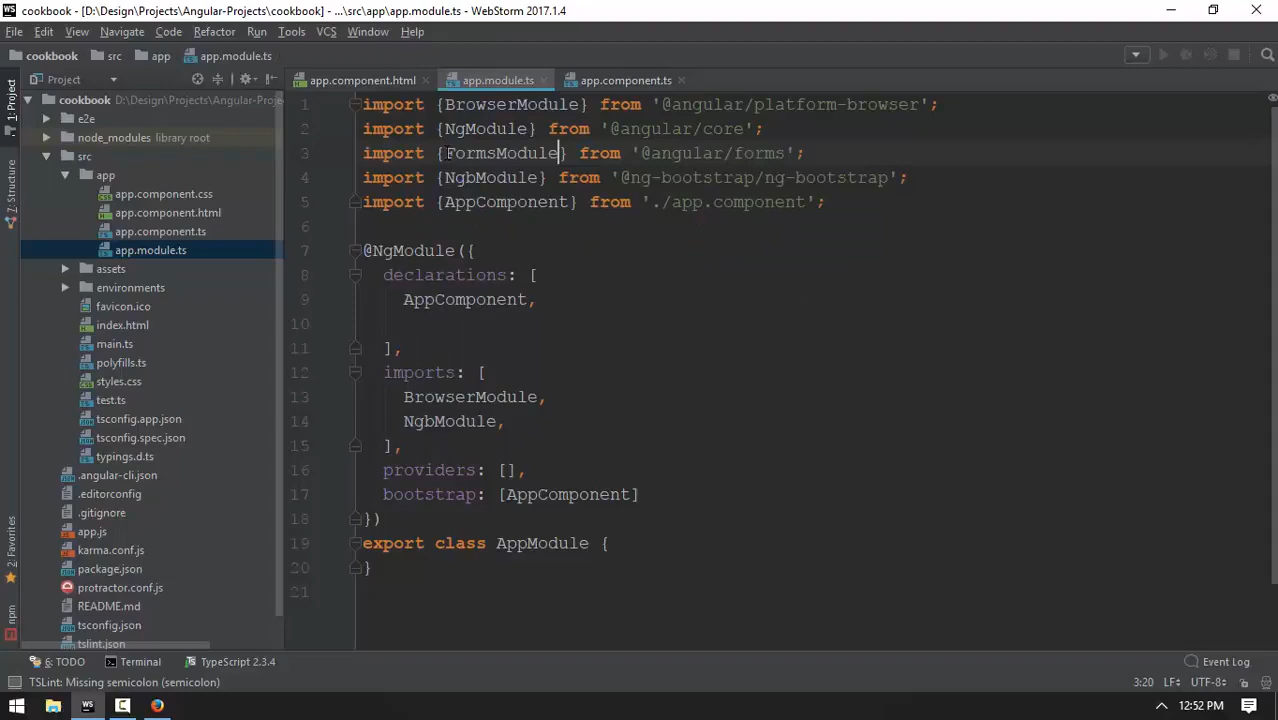 cookbook - [D:\Design\Projects\Angular-Projects\cookbook] - ...\src\app\app.module.ts - WebStorm 2017.1.4
File Edit View Navigate Code Refactor Run Tools VCS Window Help
cookbook src app app.module.ts
Project
app.component.html app.module.ts app.component.ts
1: Project
Z: Structure
2: Favorites
npm
cookbook D:\Design\Projects\Angular-Proje
e2e
node_modules library root
src
app
app.component.css
app.component.html
app.component.ts
app.module.ts
assets
environments
favicon.ico
index.html
main.ts
polyfills.ts
styles.css
test.ts
tsconfig.app.json
tsconfig.spec.json
typings.d.ts
.angular-cli.json
.editorconfig
.gitignore
app.js
karma.conf.js
package.json
protractor.conf.js
README.md
tsconfig.json
tslint.json
1 import {BrowserModule} from '@angular/platform-browser';
2 import {NgModule} from '@angular/core';
3 import {FormsModule} from '@angular/forms';
4 import {NgbModule} from '@ng-bootstrap/ng-bootstrap';
5 import {AppComponent} from './app.component';
6
7 @NgModule({
8 declarations: [
9 AppComponent,
10
11 ],
12 imports: [
13 BrowserModule,
14 NgbModule,
15 ],
16 providers: [],
17 bootstrap: [AppComponent]
18 })
19 export class AppModule {
20 }
21
6: TODO Terminal TypeScript 2.3.4 Event Log
TSLint: Missing semicolon (semicolon) 3:20 LF UTF-8
WS 12:52 PM